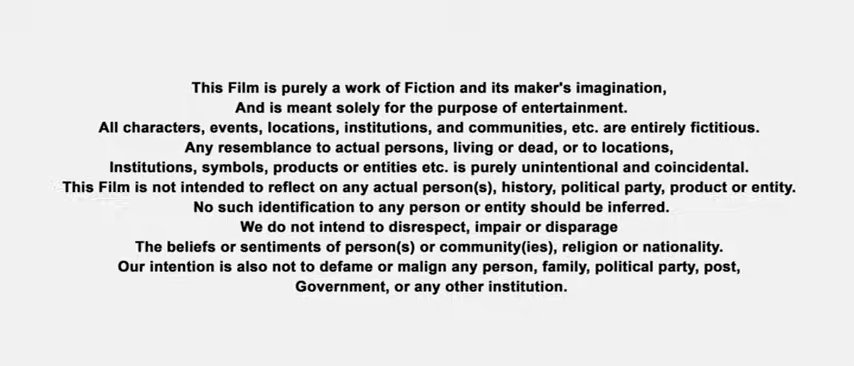 This Film is purely a work of Fiction and its maker's imagination,
And is meant solely for the purpose of entertainment.
All characters, events, locations, institutions, and communities, etc. are entirely fictitious.
Any resemblance to actual persons, living or dead, or to locations,
Institutions, symbols, products or entities etc. is purely unintentional and coincidental.
This Film is not intended to reflect on any actual person(s), history, political party, product or entity.
No such identification to any person or entity should be inferred.
We do not intend to disrespect, impair or disparage
The beliefs or sentiments of person(s) or community(ies), religion or nationality.
Our intention is also not to defame or malign any person, family, political party, post,
Government, or any other institution.